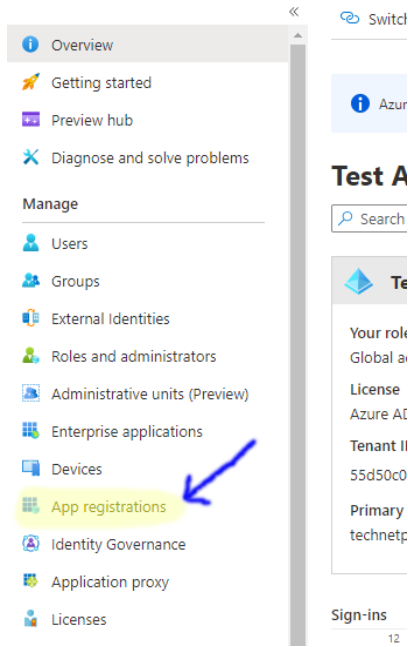 Overview
Getting started
Preview hub
Diagnose and solve problems
Manage
Users
Groups
External Identities
Roles and administrators
Administrative units (Preview)
Enterprise applications
Devices
App registrations
Identity Governance
Application proxy
Licenses
Switch
Azur
Test A
Search
Te
Your role
Global a
License
Azure AD
Tenant I
55d50c0
Primary
technetp
Sign-ins
12